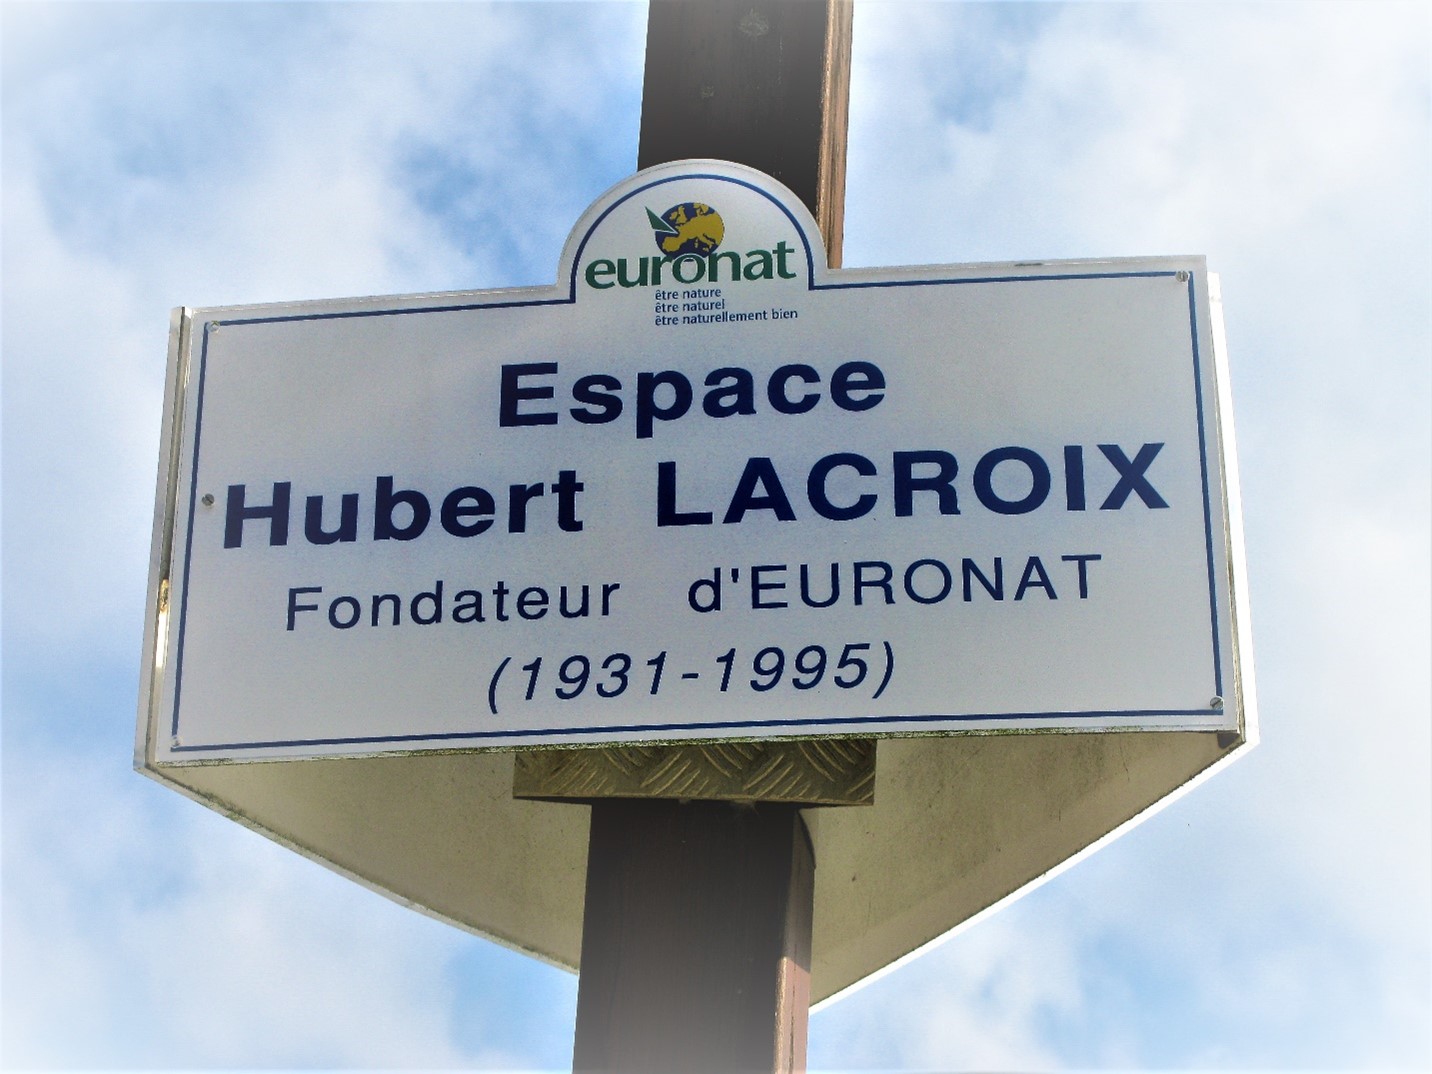 euronat
être nature
être naturel
être naturellement bien
Espace
Hubert LACROIX
Fondateur d'EURONAT
(1931-1995)